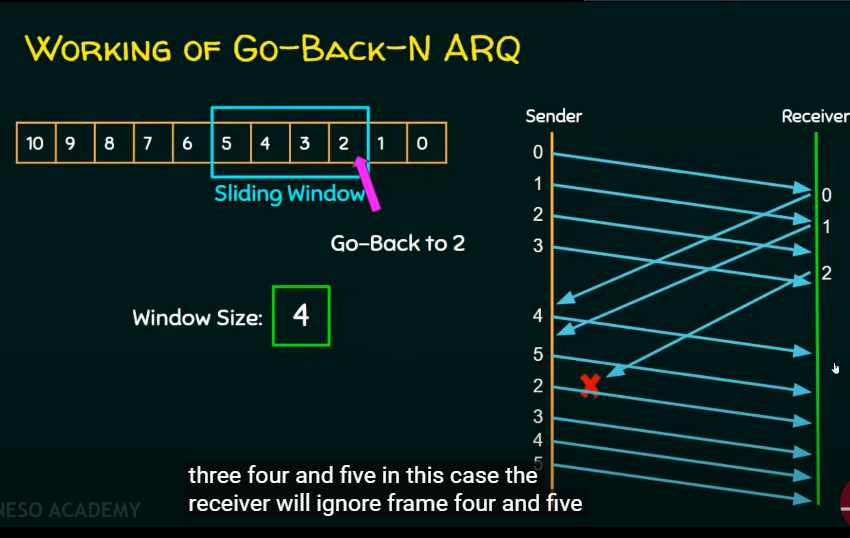 WORKING OF GO-BACK-N ARQ
10 9 8 7 6 5 4 3 2 1 0
Sliding Window
Go-Back to 2
Window Size: 4
Sender
0
1
2
3
4
5
2
3
4
5
Receiver
0
1
2
three four and five in this case the
receiver will ignore frame four and five
NESO ACADEMY